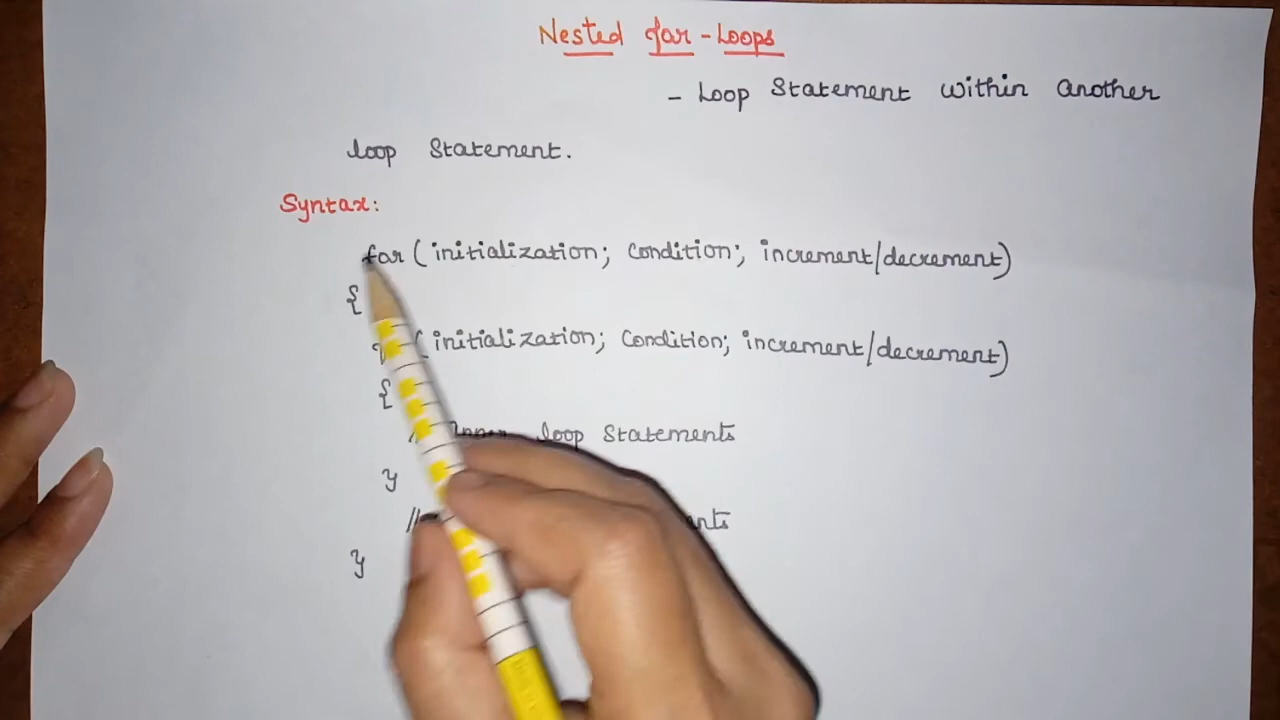 Nested for-Loops
- Loop Statement within another
loop Statement.
Syntax:
for(initialization; Condition; increment/decrement)
{
(initialization; Condition; increment/decrement)
{
loop Statements
}
//
}